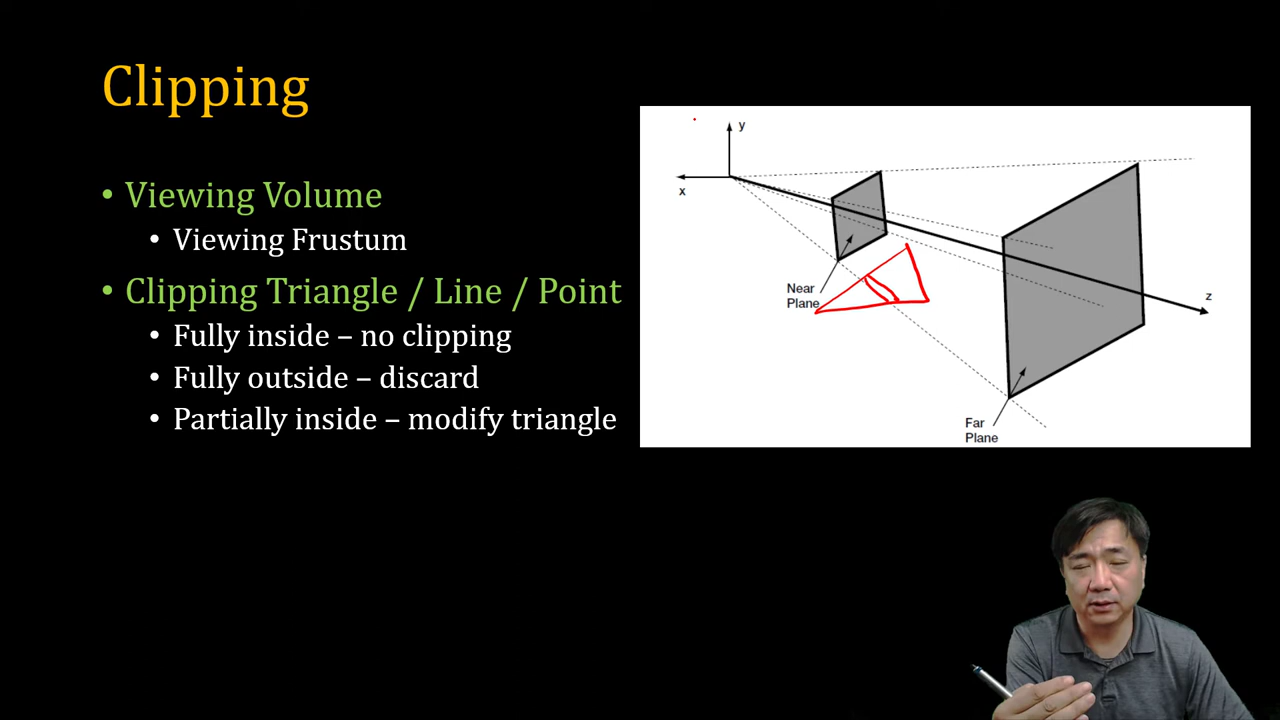 Clipping
• Viewing Volume
• Viewing Frustum
• Clipping Triangle / Line / Point
• Fully inside – no clipping
• Fully outside – discard
• Partially inside – modify triangle
y
x
z
Near
Plane
Far
Plane